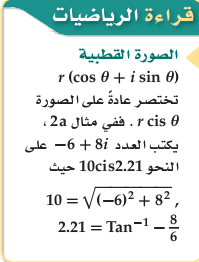 قراءة الرياضيات
الصورة القطبية
r (cos θ + i sin θ)
تختصر عادةً على الصورة
r cis θ . ففي مثال 2a ،
يكتب العدد −6 + 8i على
النحو 10cis2.21 حيث
10 = √((−6)² + 8²) ,
2.21 = Tan⁻¹ − 8/6